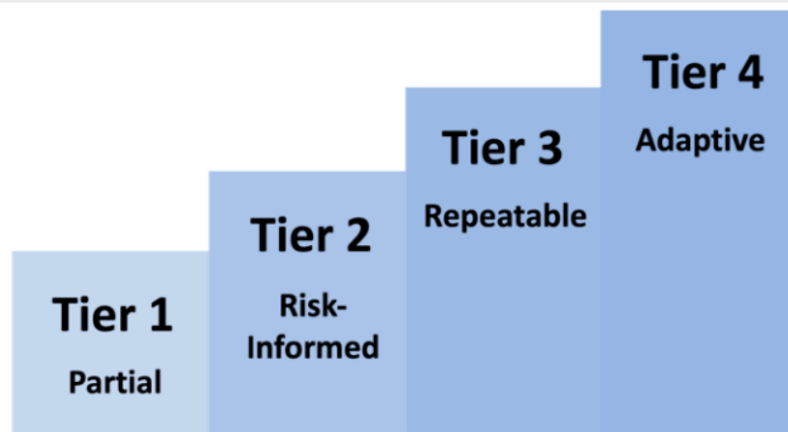 Tier 1
Partial
Tier 2
Risk-
Informed
Tier 3
Repeatable
Tier 4
Adaptive